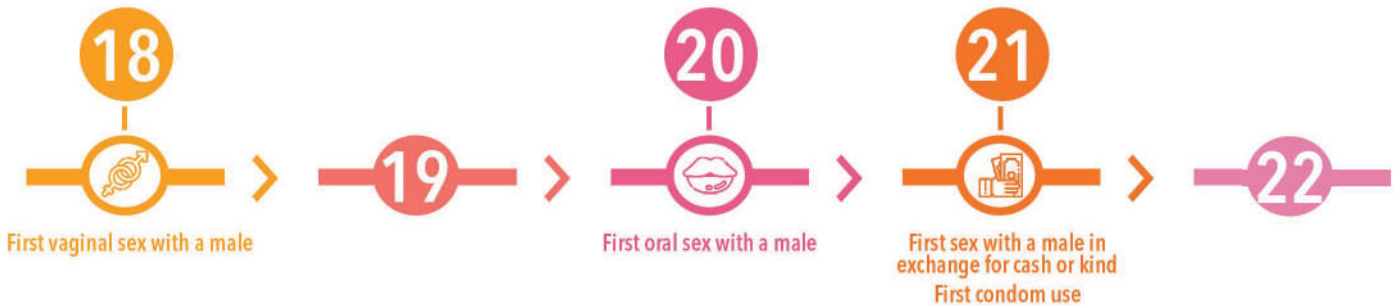 18
20
21
19
22
First vaginal sex with a male
First oral sex with a male
First sex with a male in
exchange for cash or kind
First condom use